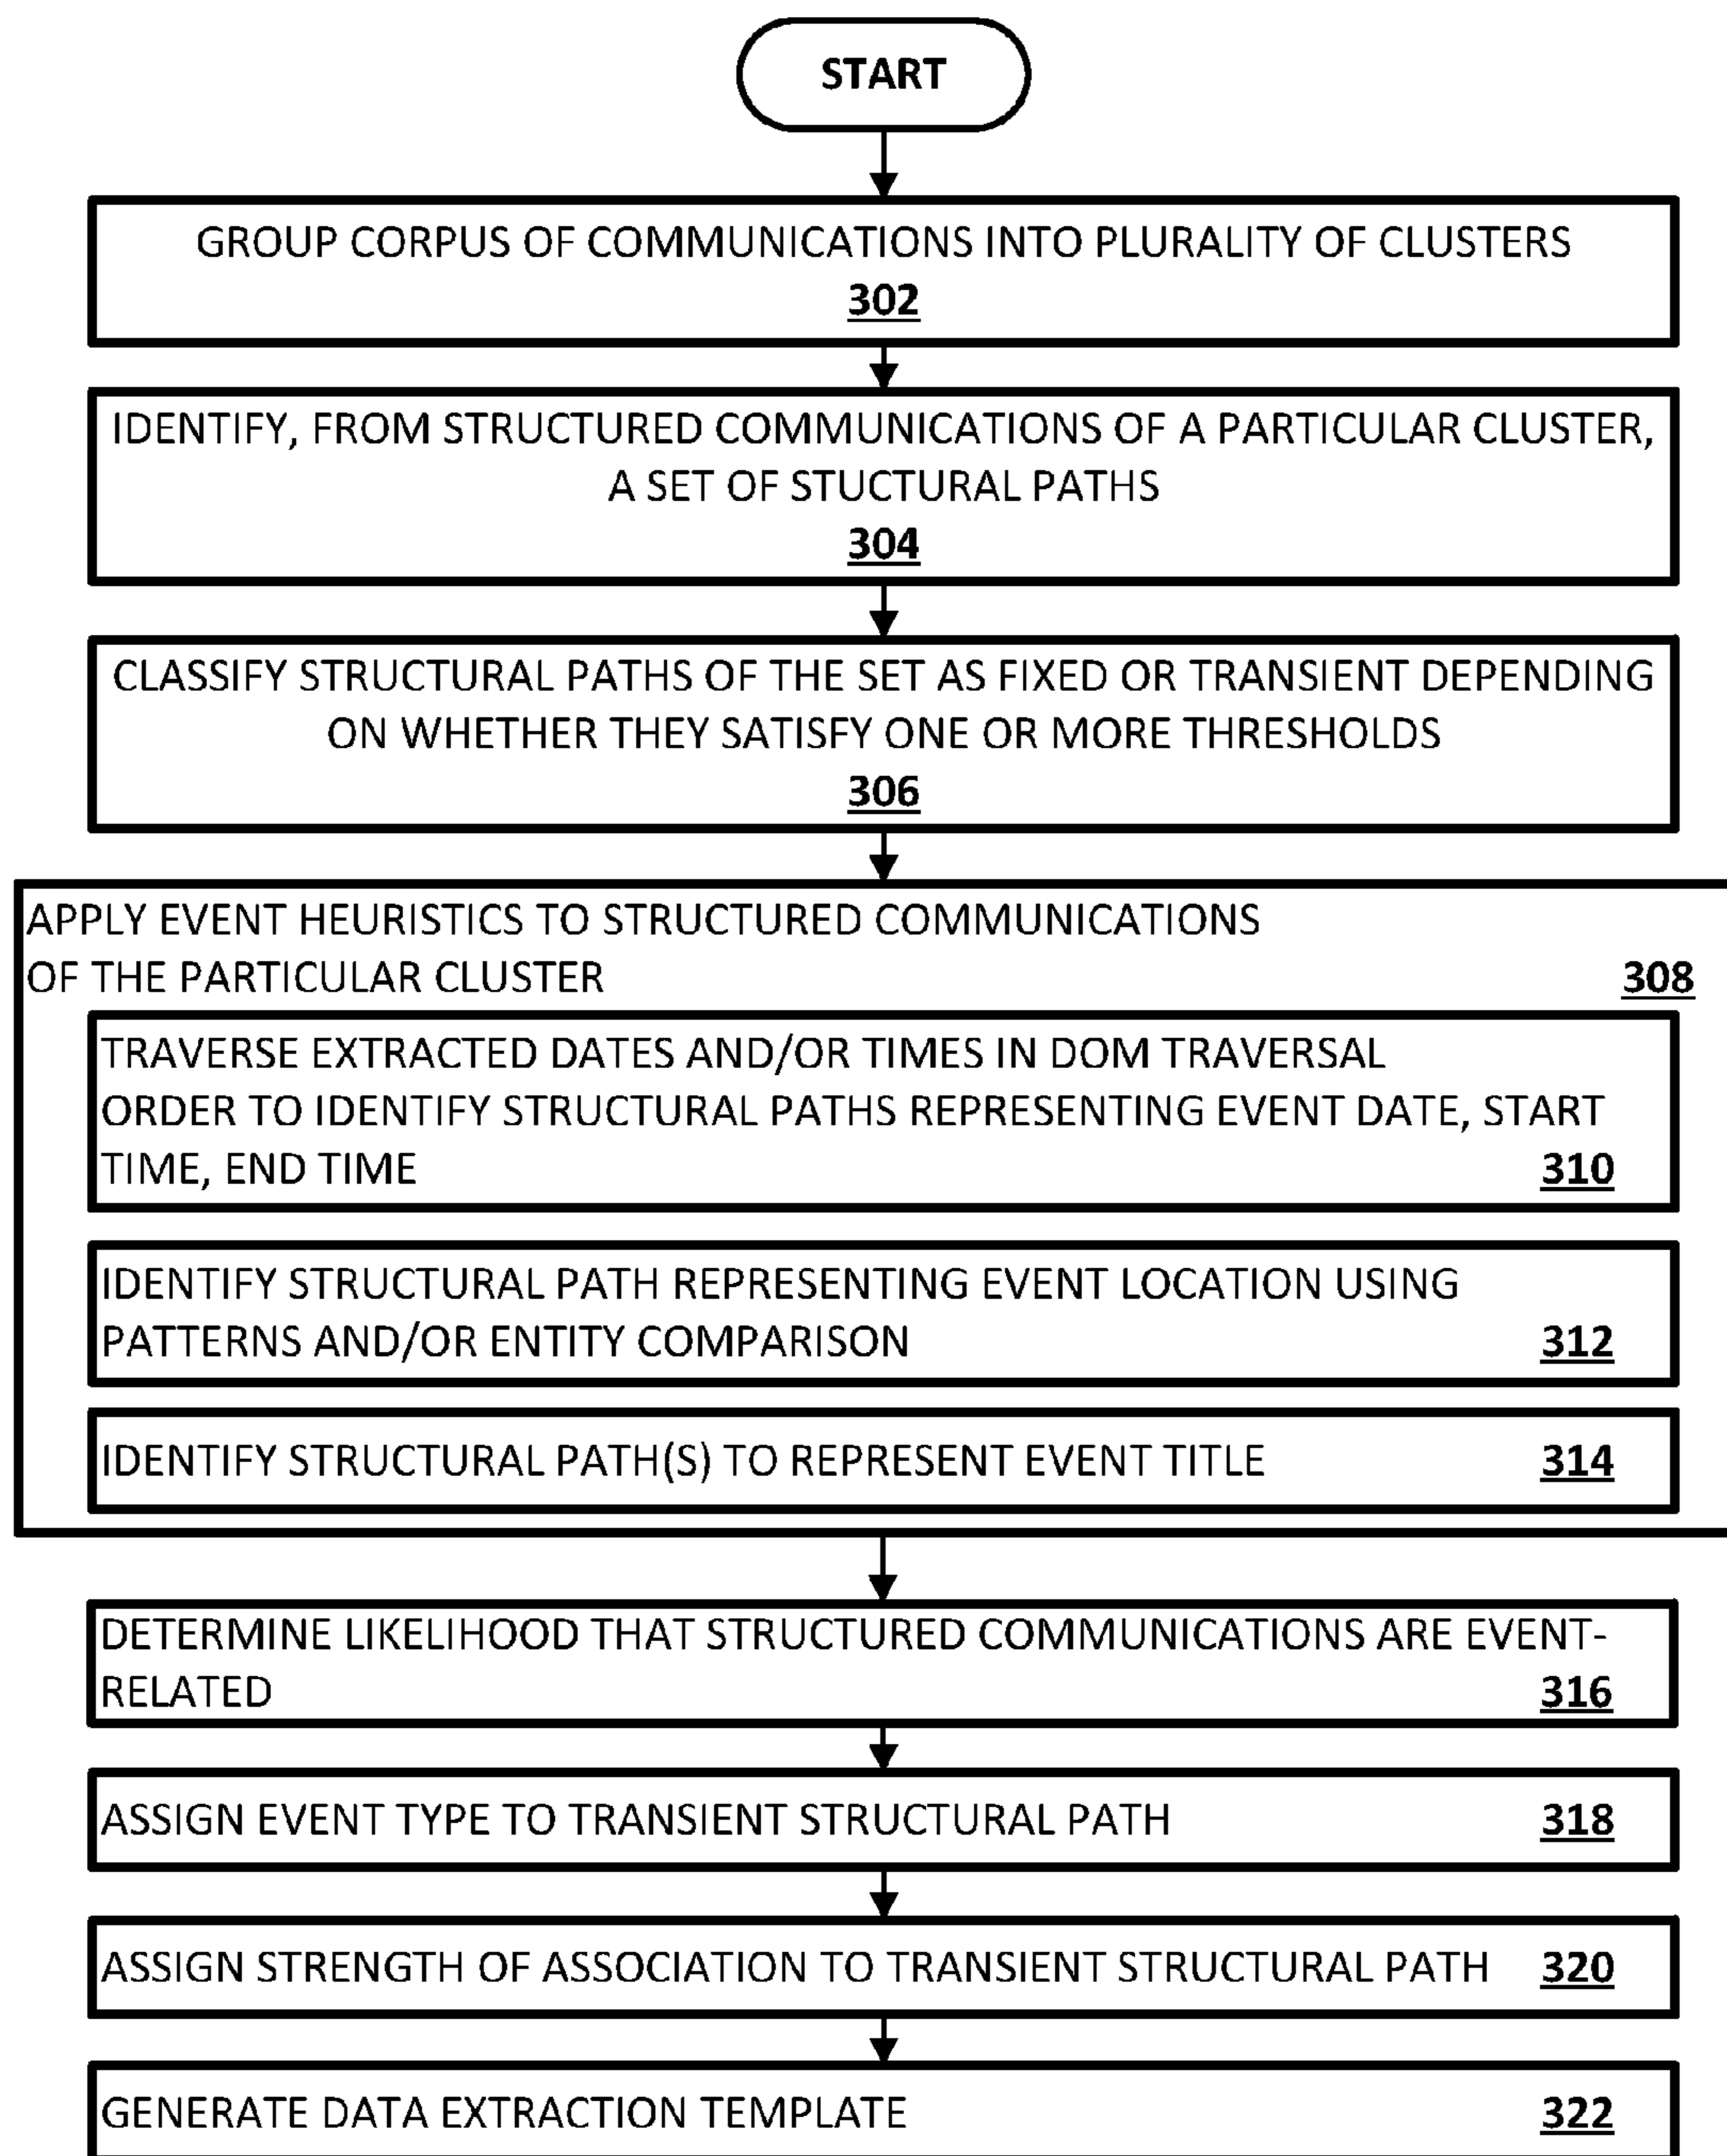 START
GROUP CORPUS OF COMMUNICATIONS INTO PLURALITY OF CLUSTERS
302
IDENTIFY, FROM STRUCTURED COMMUNICATIONS OF A PARTICULAR CLUSTER,
A SET OF STUCTURAL PATHS
304
CLASSIFY STRUCTURAL PATHS OF THE SET AS FIXED OR TRANSIENT DEPENDING
ON WHETHER THEY SATISFY ONE OR MORE THRESHOLDS
306
APPLY EVENT HEURISTICS TO STRUCTURED COMMUNICATIONS
OF THE PARTICULAR CLUSTER 308
TRAVERSE EXTRACTED DATES AND/OR TIMES IN DOM TRAVERSAL
ORDER TO IDENTIFY STRUCTURAL PATHS REPRESENTING EVENT DATE, START
TIME, END TIME 310
IDENTIFY STRUCTURAL PATH REPRESENTING EVENT LOCATION USING
PATTERNS AND/OR ENTITY COMPARISON 312
IDENTIFY STRUCTURAL PATH(S) TO REPRESENT EVENT TITLE 314
DETERMINE LIKELIHOOD THAT STRUCTURED COMMUNICATIONS ARE EVENT-
RELATED 316
ASSIGN EVENT TYPE TO TRANSIENT STRUCTURAL PATH 318
ASSIGN STRENGTH OF ASSOCIATION TO TRANSIENT STRUCTURAL PATH 320
GENERATE DATA EXTRACTION TEMPLATE 322